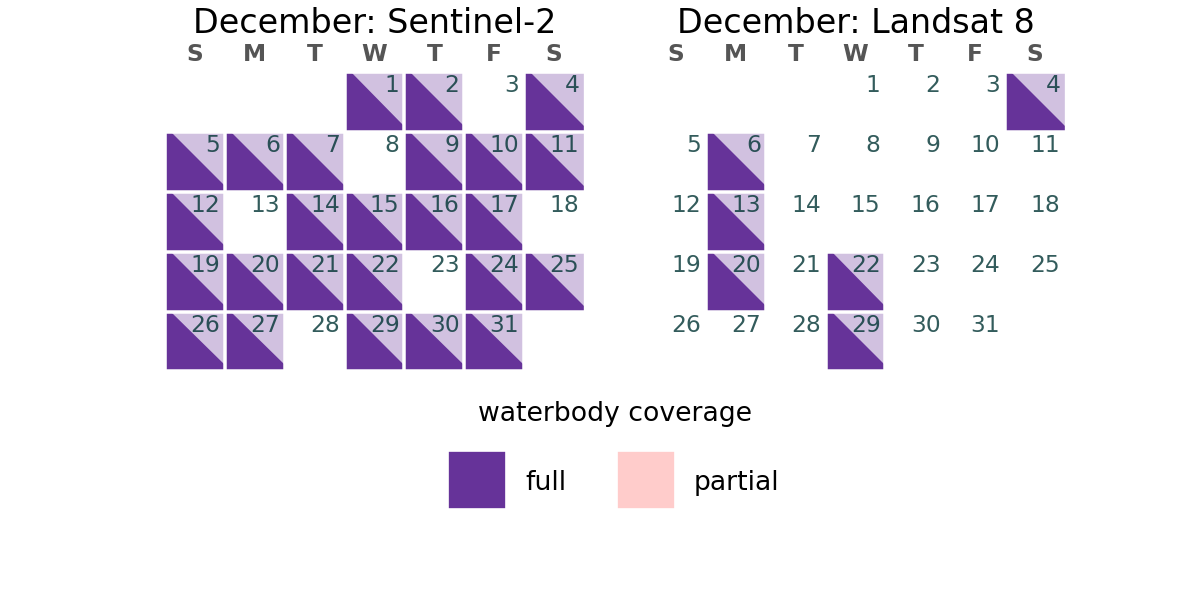 December: Sentinel-2
S M T W T F S
1 2 3 4
5 6 7 8 9 10 11
12 13 14 15 16 17 18
19 20 21 22 23 24 25
26 27 28 29 30 31
December: Landsat 8
S M T W T F S
1 2 3 4
5 6 7 8 9 10 11
12 13 14 15 16 17 18
19 20 21 22 23 24 25
26 27 28 29 30 31
waterbody coverage
full partial